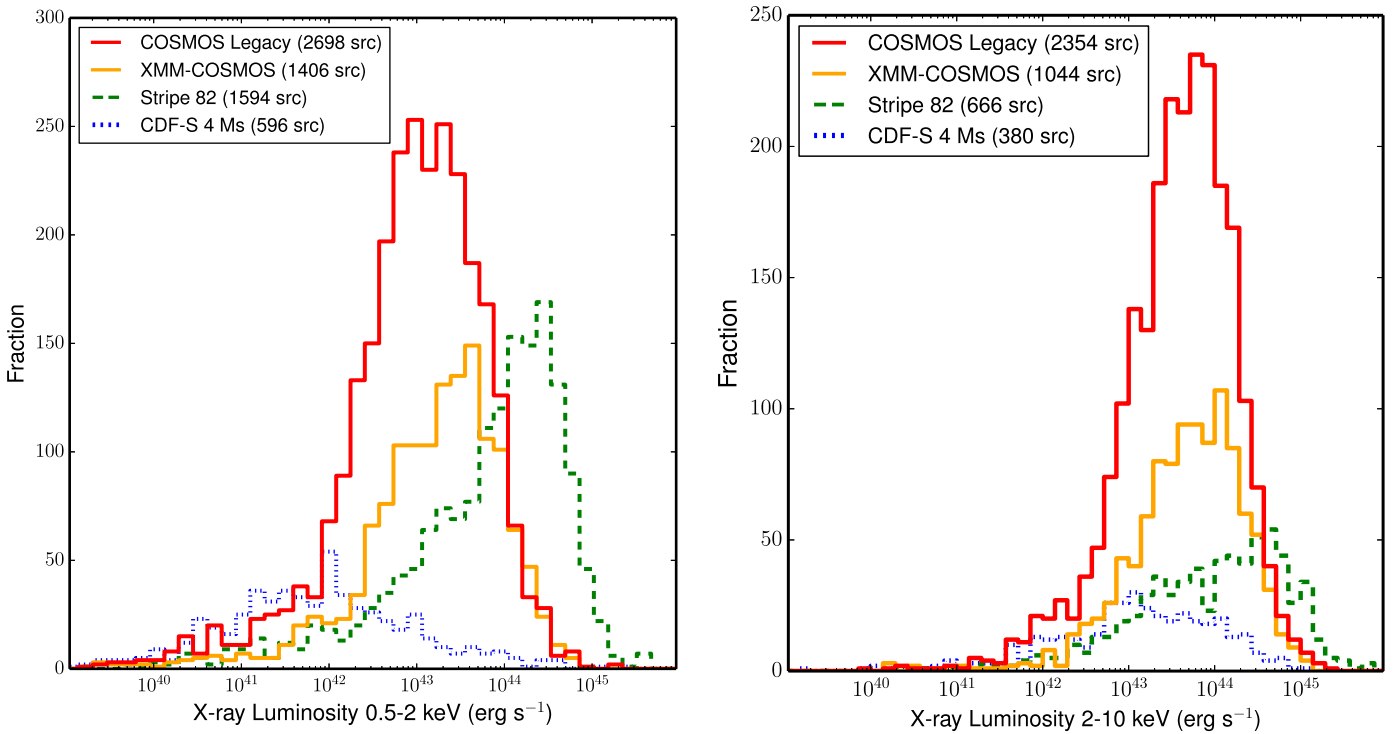 COSMOS Legacy (2698 src)
XMM-COSMOS (1406 src)
Stripe 82 (1594 src)
CDF-S 4 Ms (596 src)
300
250
200
150
100
50
0
Fraction
10^40 10^41 10^42 10^43 10^44 10^45
X-ray Luminosity 0.5-2 keV (erg s^−1)
COSMOS Legacy (2354 src)
XMM-COSMOS (1044 src)
Stripe 82 (666 src)
CDF-S 4 Ms (380 src)
250
200
150
100
50
0
Fraction
10^40 10^41 10^42 10^43 10^44 10^45
X-ray Luminosity 2-10 keV (erg s^−1)